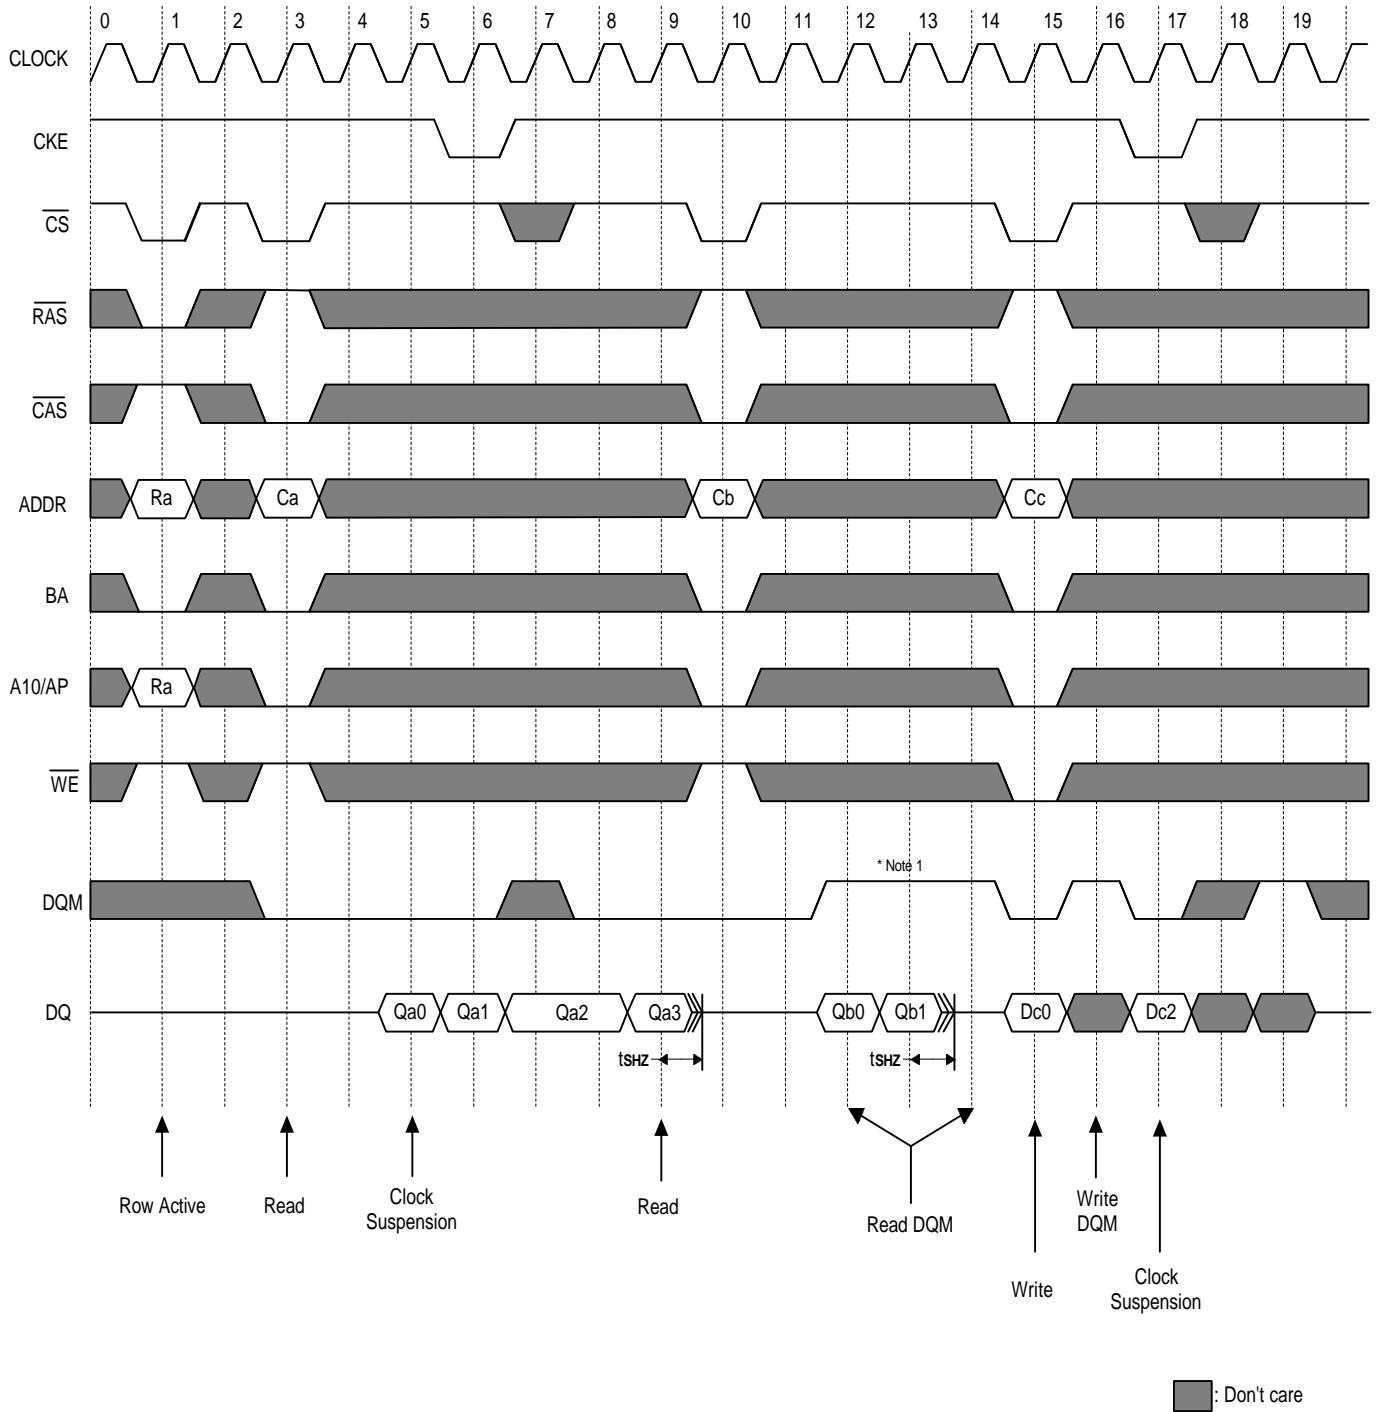 0 1 2 3 4 5 6 7 8 9 10 11 12 13 14 15 16 17 18 19
CLOCK
CKE
CS
RAS
CAS
ADDR Ra Ca Cb Cc
BA
A10/AP Ra
WE
* Note 1
DQM
DQ Qa0 Qa1 Qa2 Qa3 Qb0 Qb1 Dc0 Dc2
tSHZ tSHZ
Row Active Read Clock Suspension Read Read DQM Write DQM
Write Clock Suspension
: Don't care